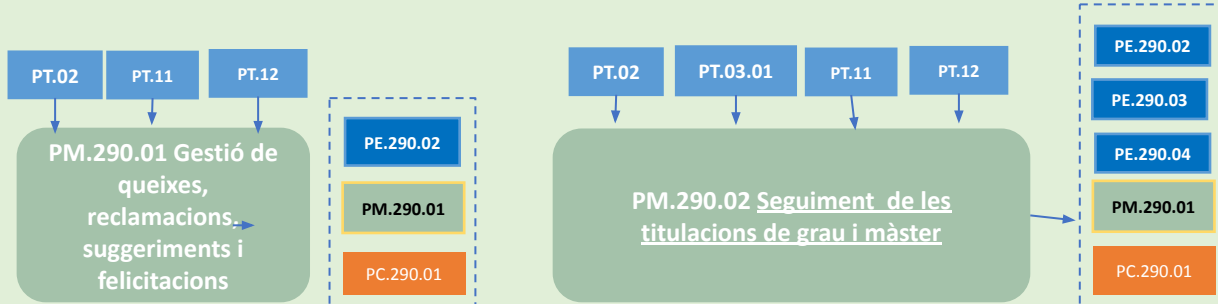 PT.02
PT.11
PT.12
PM.290.01 Gestió de
queixes,
reclamacions,
suggeriments i
felicitacions
PE.290.02
PM.290.01
PC.290.01
PT.02
PT.03.01
PT.11
PT.12
PM.290.02 Seguiment de les
titulacions de grau i màster
PE.290.02
PE.290.03
PE.290.04
PM.290.01
PC.290.01